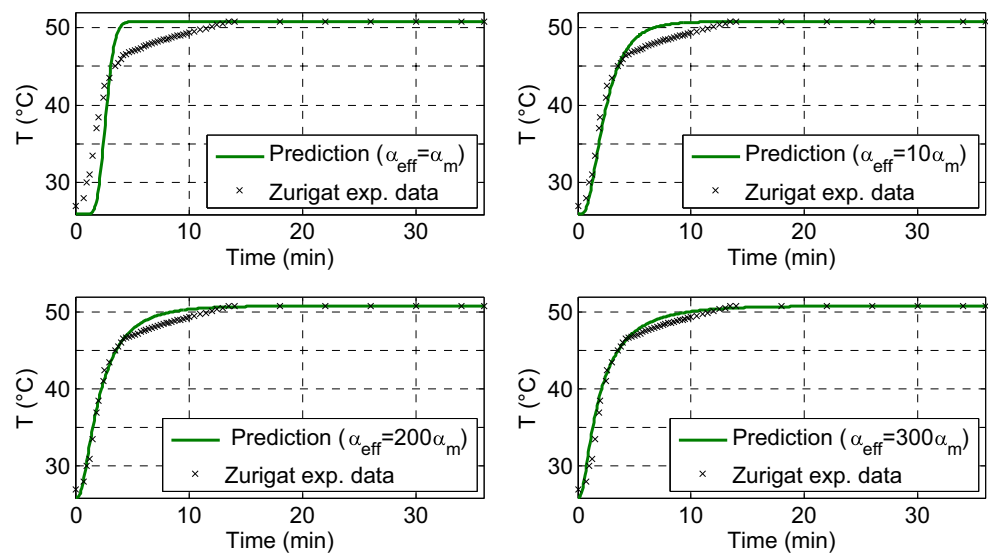 T (°C)
50
40
30
0
10
20
30
Time (min)
Prediction (α_eff=α_m)
Zurigat exp. data
T (°C)
50
40
30
0
10
20
30
Time (min)
Prediction (α_eff=10α_m)
Zurigat exp. data
T (°C)
50
40
30
0
10
20
30
Time (min)
Prediction (α_eff=200α_m)
Zurigat exp. data
T (°C)
50
40
30
0
10
20
30
Time (min)
Prediction (α_eff=300α_m)
Zurigat exp. data